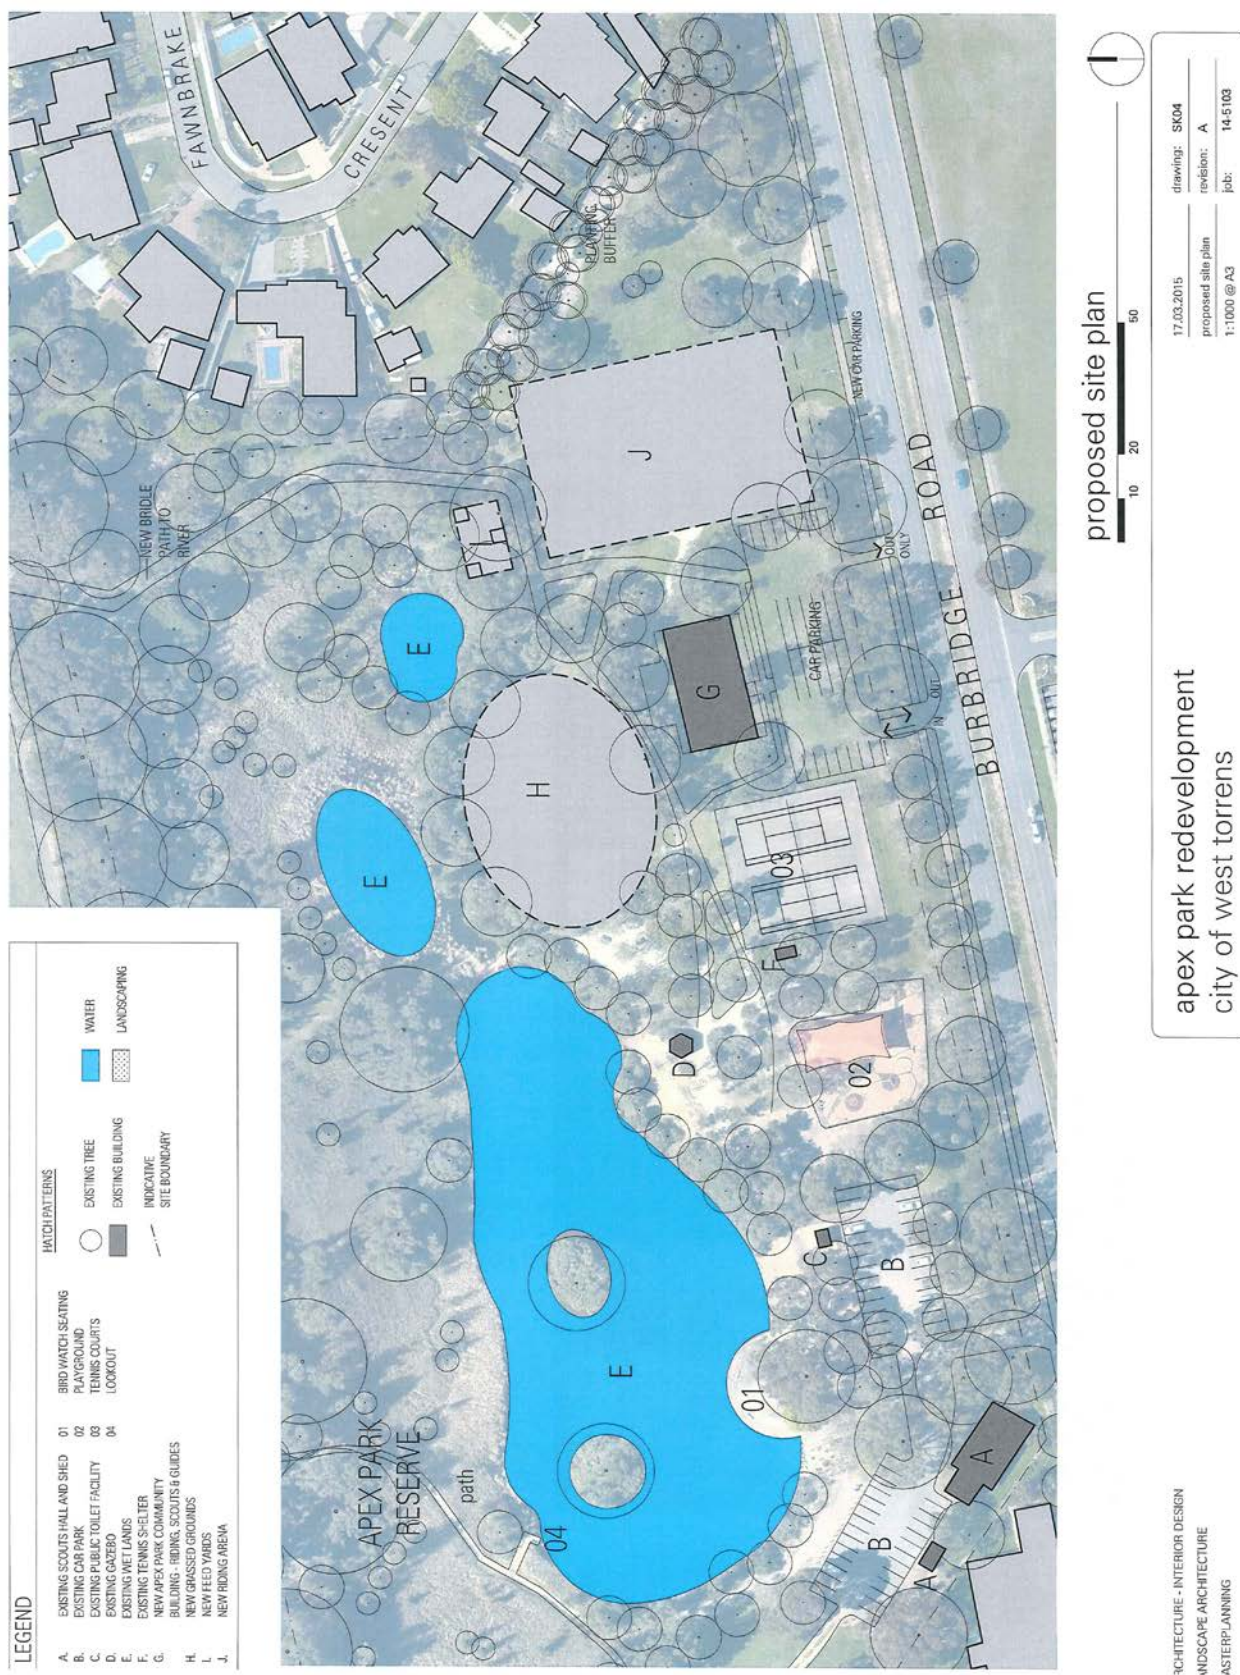 LEGEND
A. EXISTING SCOUTS HALL AND SHED
B. EXISTING CAR PARK
C. EXISTING PUBLIC TOILET FACILITY
D. EXISTING GAZEBO
E. EXISTING WET LANDS
F. EXISTING TENNIS SHELTER
G. NEW APEX PARK COMMUNITY
BUILDING - RIDING, SCOUTS & GUIDES
H. NEW GRASSED GROUNDS
I. NEW FEED YARDS
J. NEW RIDING ARENA
01 BIRD WATCH SEATING
02 PLAYGROUND
03 TENNIS COURTS
04 LOOKOUT
HATCH PATTERNS
EXISTING TREE
EXISTING BUILDING
INDICATIVE
SITE BOUNDARY
WATER
LANDSCAPING
FAWNBRAKE
CRESENT
PLANTING
BUFFER
NEW BRIDLE
PATH TO
RIVER
APEX PARK
RESERVE
path
04
E
E
E
H
I
J
G
D
F
03
02
C
01
B
B
A
A
NEW CAR PARKING
CAR PARKING
OUT
ONLY
IN
OUT
BURBRIDGE ROAD
proposed site plan
10 20 50
apex park redevelopment
city of west torrens
17.03.2015
proposed site plan
1:1000 @ A3
drawing: SK04
revision: A
job: 14-5103
RCHITECTURE - INTERIOR DESIGN
ANDSCAPE ARCHITECTURE
ASTERPLANNING